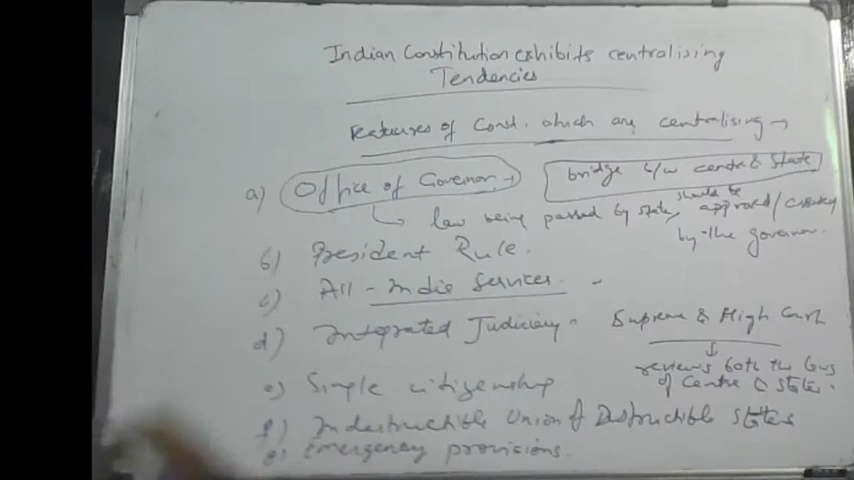 Indian Constitution exhibits centralising
Tendencies
Features of Const. which are centralising →
a) Office of Governor → bridge b/w centre & State
law being passed by state, should be approved/
by the governor.
b) President Rule.
c) All-India Services.
d) Integrated Judiciary Supreme & High Court
reviews both the laws
of Centre & states.
e) Single citizenship
f) Indestructible Union of Destructible states
g) Emergency provisions.